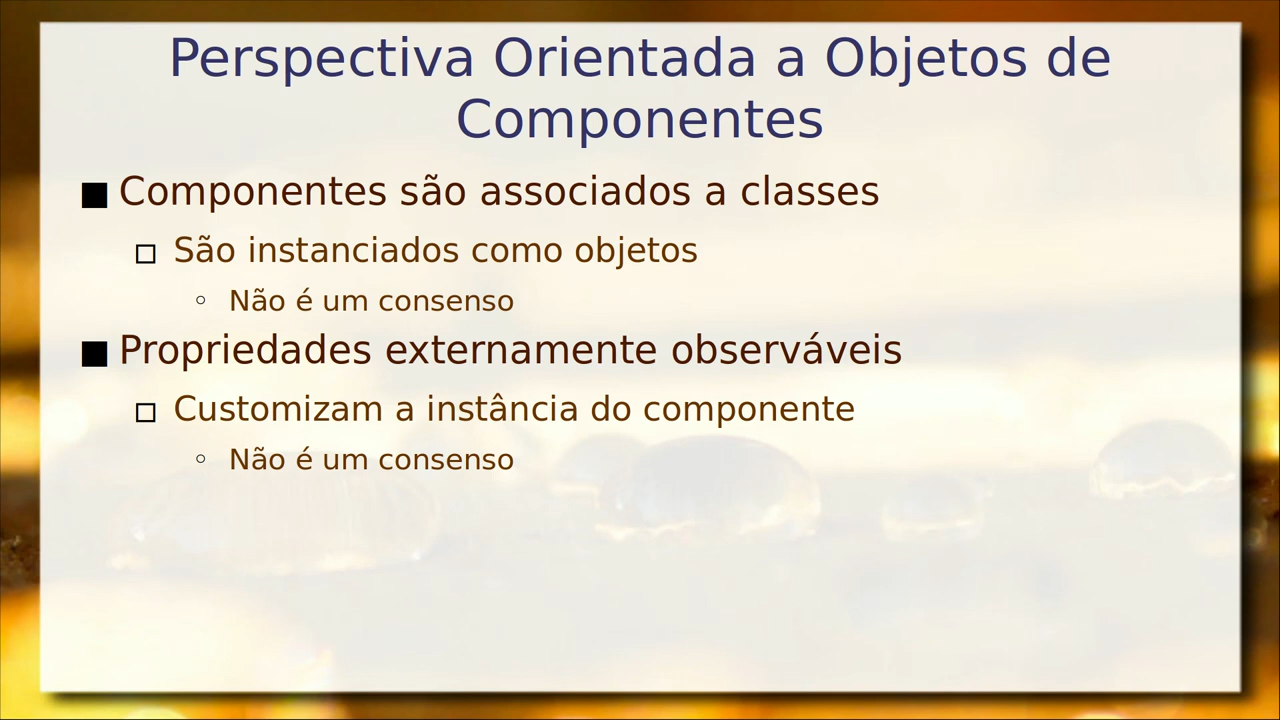 Perspectiva Orientada a Objetos de
Componentes
■ Componentes são associados a classes
□ São instanciados como objetos
◦ Não é um consenso
■ Propriedades externamente observáveis
□ Customizam a instância do componente
◦ Não é um consenso